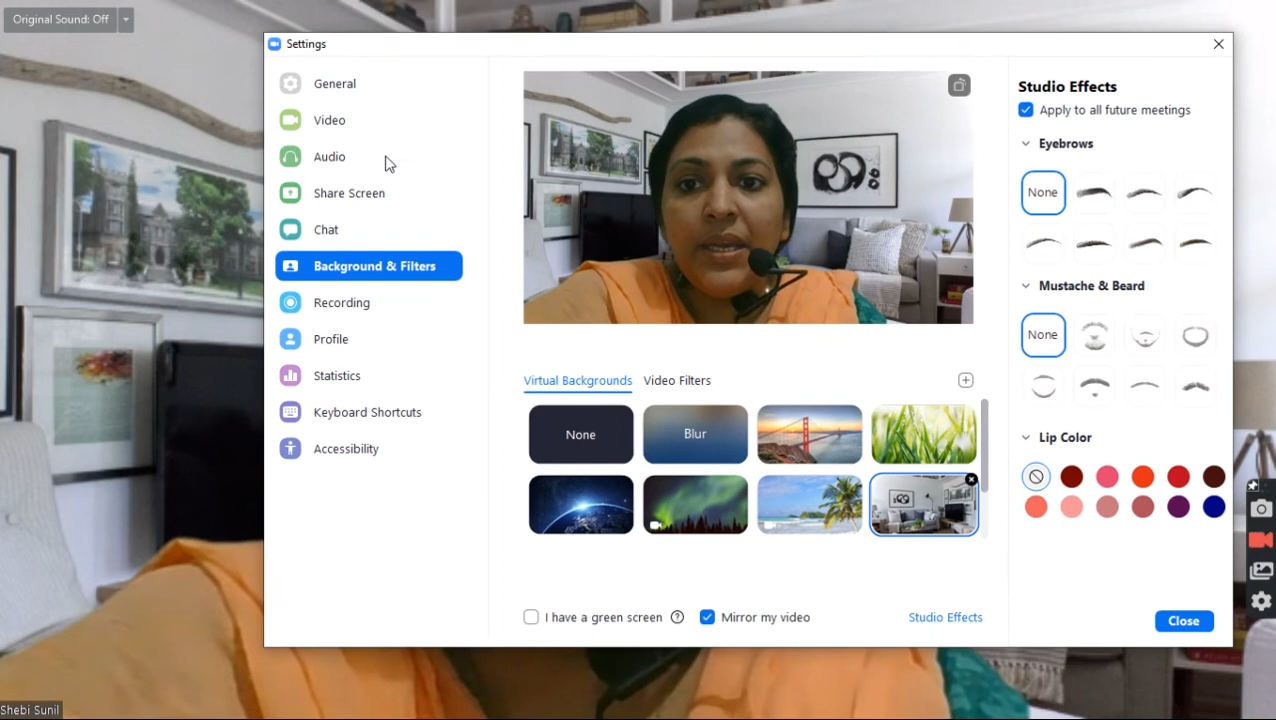 Original Sound: Off
Settings
General
Video
Audio
Share Screen
Chat
Background & Filters
Recording
Profile
Statistics
Keyboard Shortcuts
Accessibility
Virtual Backgrounds
Video Filters
None
Blur
I have a green screen
Mirror my video
Studio Effects
Studio Effects
Apply to all future meetings
Eyebrows
None
Mustache & Beard
None
Lip Color
Close
Shebi Sunil